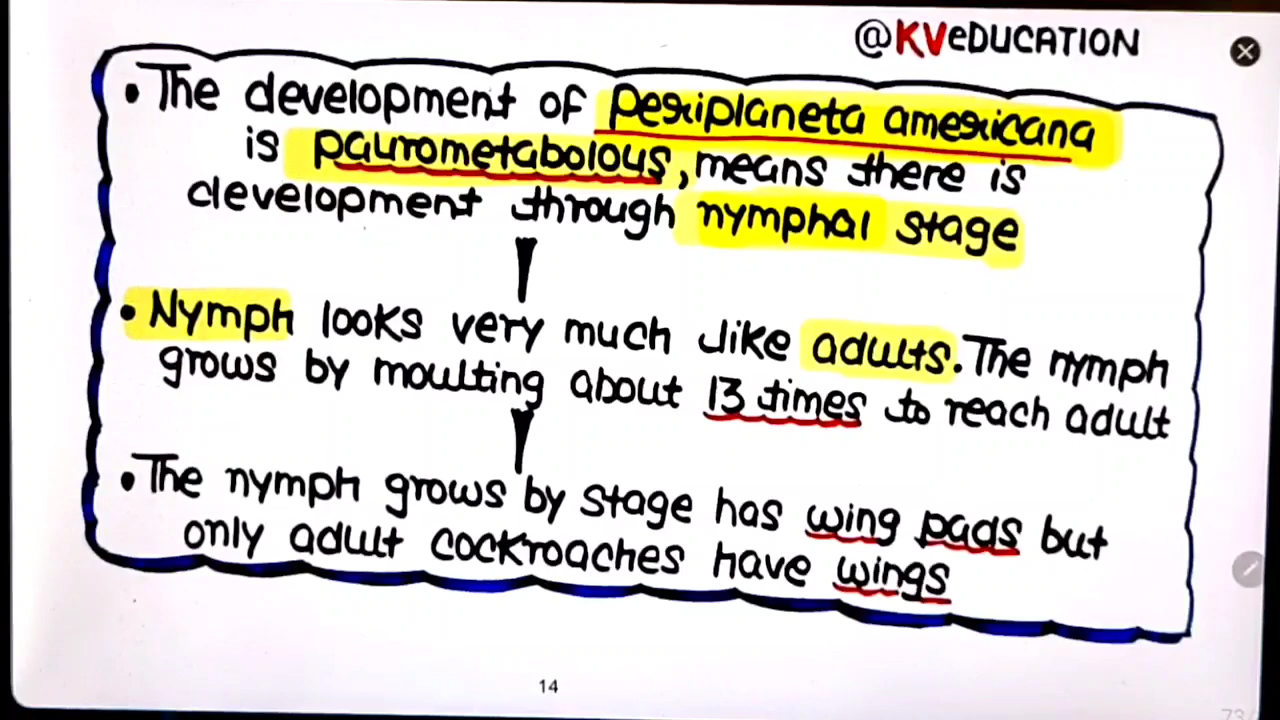 @KVEDUCATION
• The development of Periplaneta americana
is paurometabolous, means there is
development through nymphal stage
• Nymph looks very much like adults. The nymph
grows by moulting about 13 times to reach adult
• The nymph grows by stage has wing pads but
only adult cockroaches have wings
14